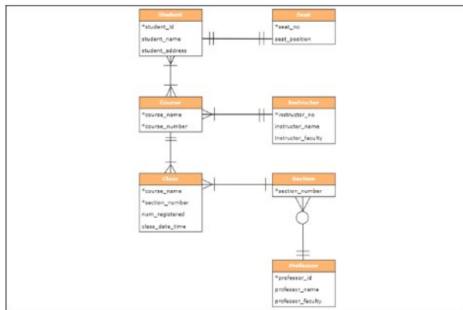 Student
*student_id
student_name
student_address
Seat
*seat_no
seat_position
Course
*course_name
*course_number
Instructor
*instructor_no
instructor_name
instructor_faculty
Class
*course_name
*section_number
num_registered
class_date_time
Section
*section_number
Professor
*professor_id
professor_name
professor_faculty